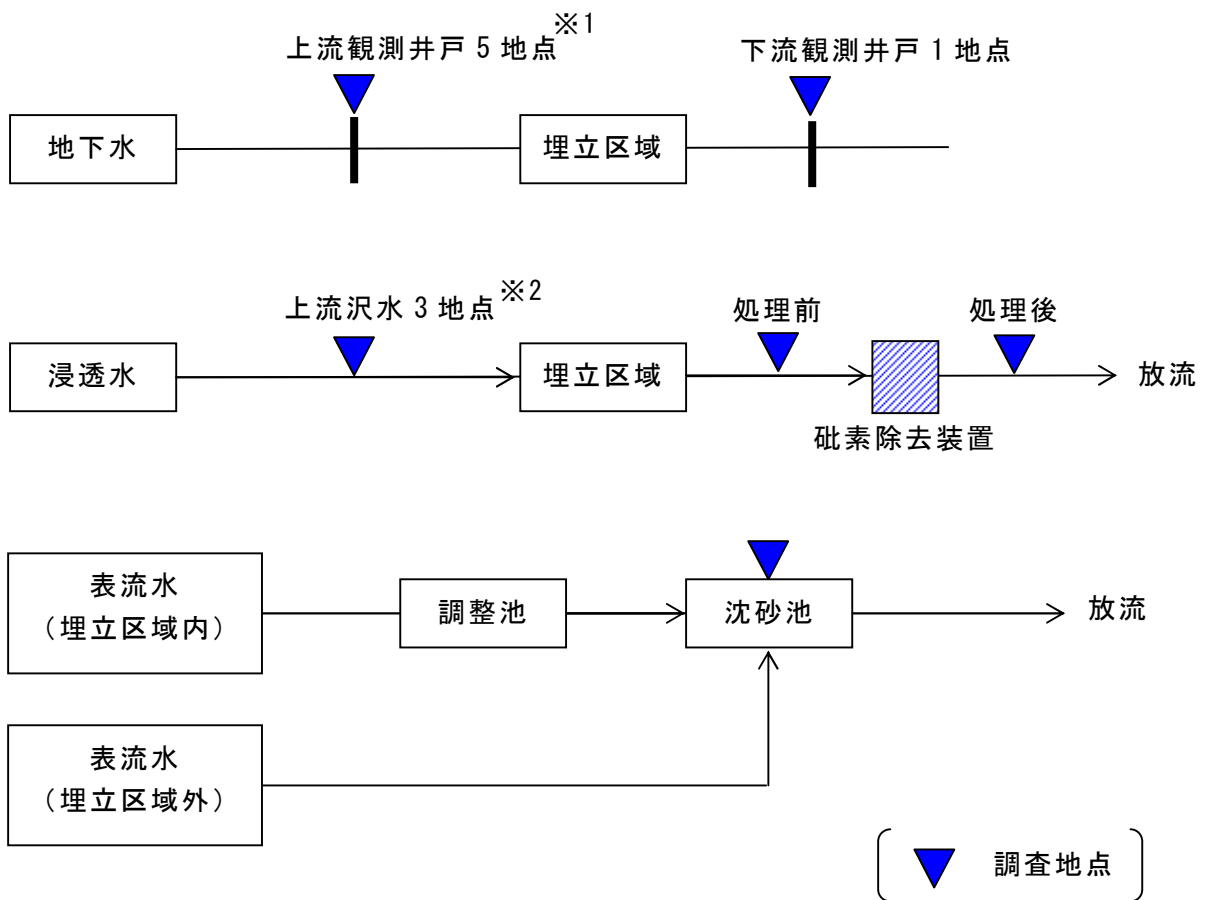 上流観測井戸5地点※1
下流観測井戸1地点
地下水
埋立区域
上流沢水3地点※2
処理前
処理後
浸透水
埋立区域
放流
砒素除去装置
表流水
（埋立区域内）
調整池
沈砂池
放流
表流水
（埋立区域外）
調査地点